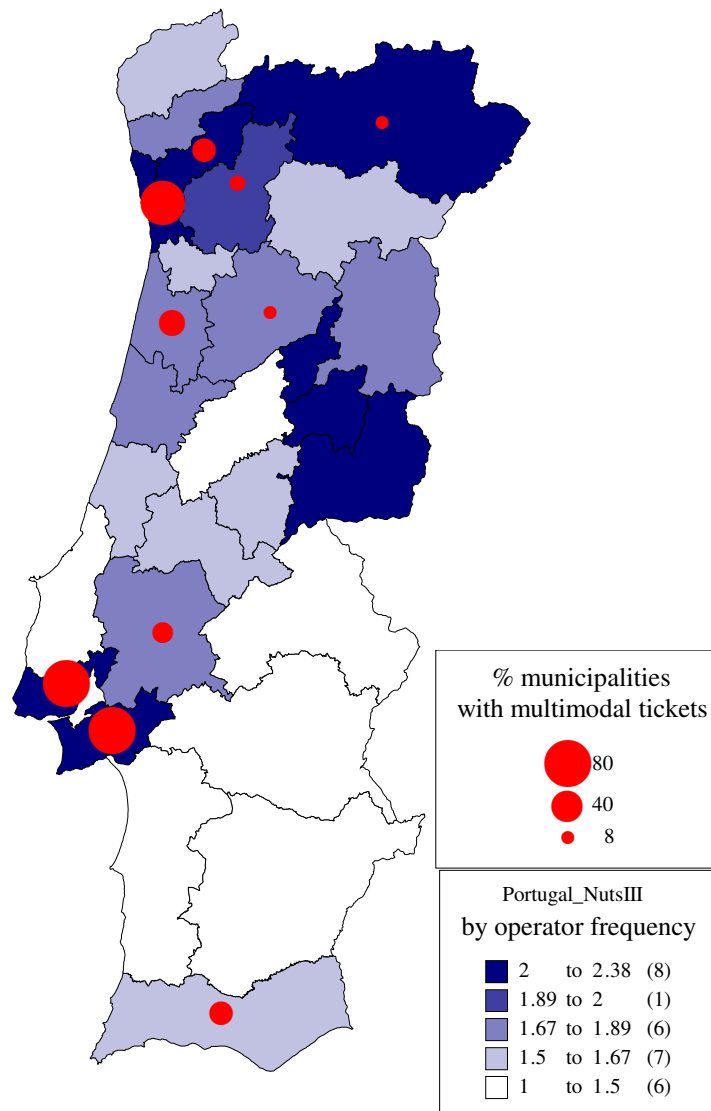 % municipalities
with multimodal tickets
80
40
8
Portugal_NutsIII
by operator frequency
2 to 2.38 (8)
1.89 to 2 (1)
1.67 to 1.89 (6)
1.5 to 1.67 (7)
1 to 1.5 (6)